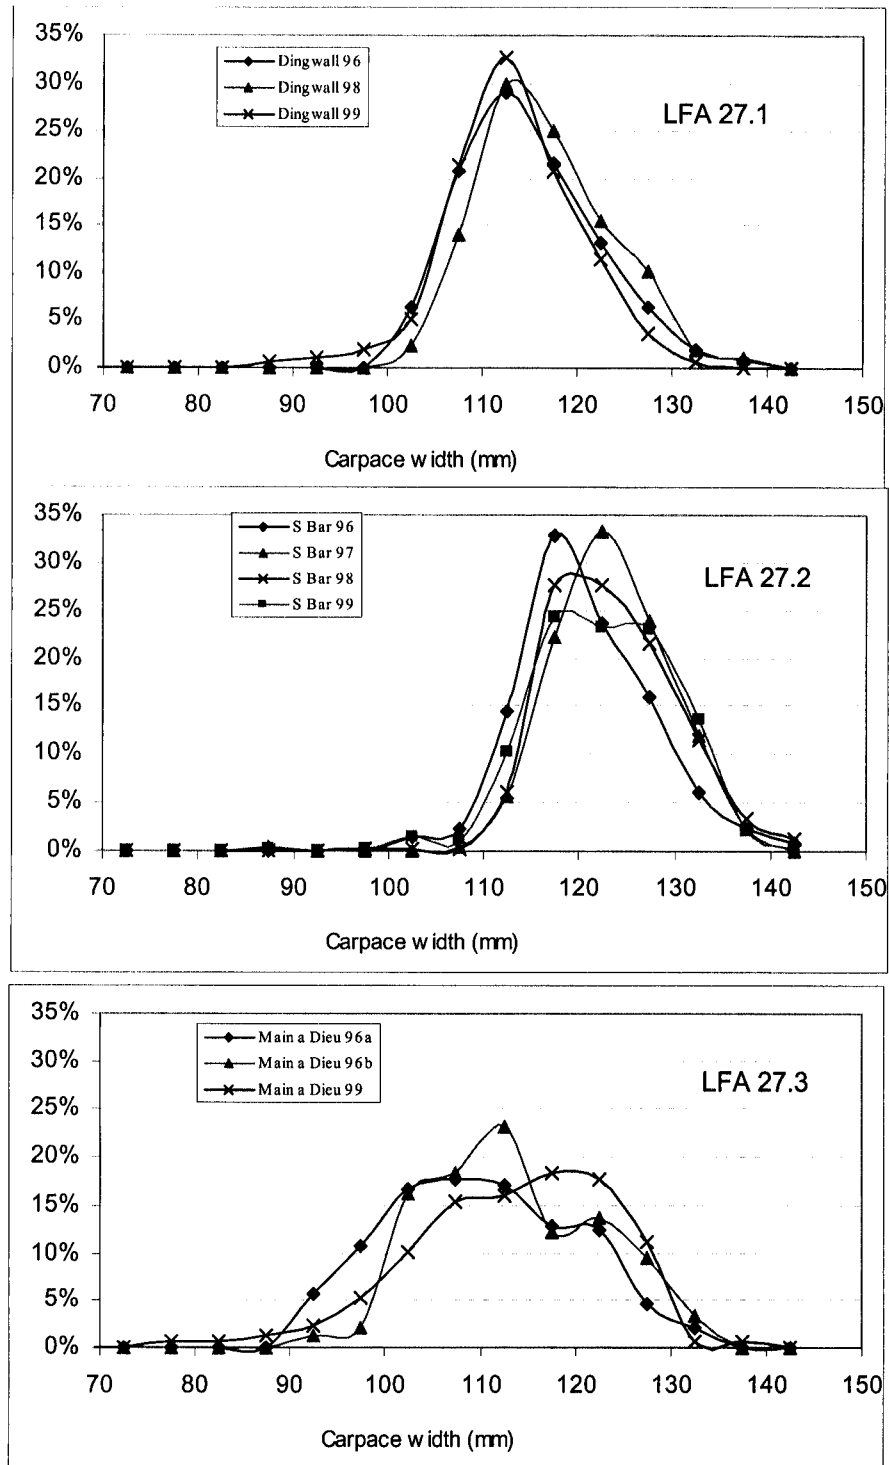 35%
30%
25%
20%
15%
10%
5%
0%
Dingwall 96
Dingwall 98
Dingwall 99
LFA 27.1
70 80 90 100 110 120 130 140 150
Carpace width (mm)
35%
30%
25%
20%
15%
10%
5%
0%
S Bar 96
S Bar 97
S Bar 98
S Bar 99
LFA 27.2
70 80 90 100 110 120 130 140 150
Carpace width (mm)
35%
30%
25%
20%
15%
10%
5%
0%
Main a Dieu 96a
Main a Dieu 96b
Main a Dieu 99
LFA 27.3
70 80 90 100 110 120 130 140 150
Carpace width (mm)